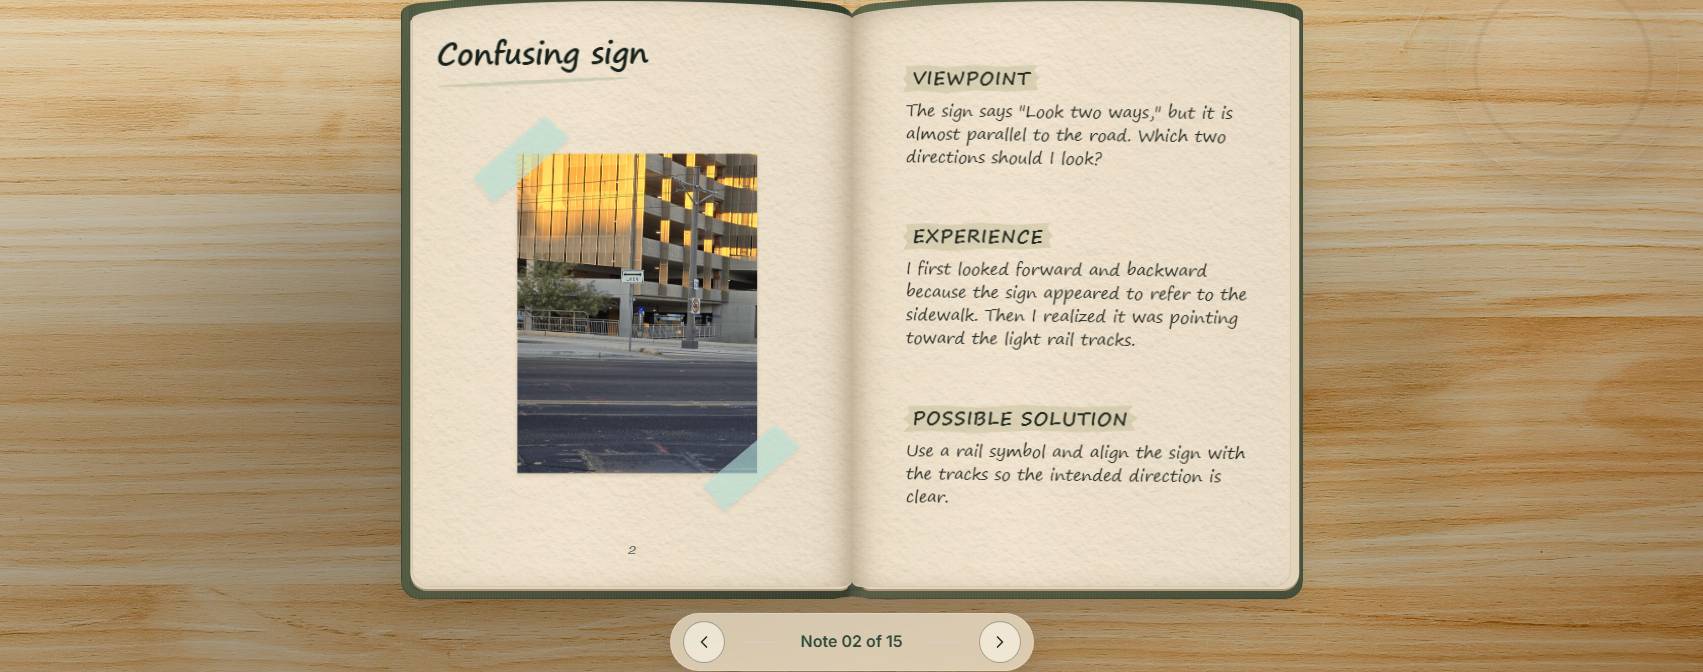 Confusing sign
2
VIEWPOINT
The sign says "Look two ways," but it is
almost parallel to the road. Which two
directions should I look?
EXPERIENCE
I first looked forward and backward
because the sign appeared to refer to the
sidewalk. Then I realized it was pointing
toward the light rail tracks.
POSSIBLE SOLUTION
Use a rail symbol and align the sign with
the tracks so the intended direction is
clear.
Note 02 of 15